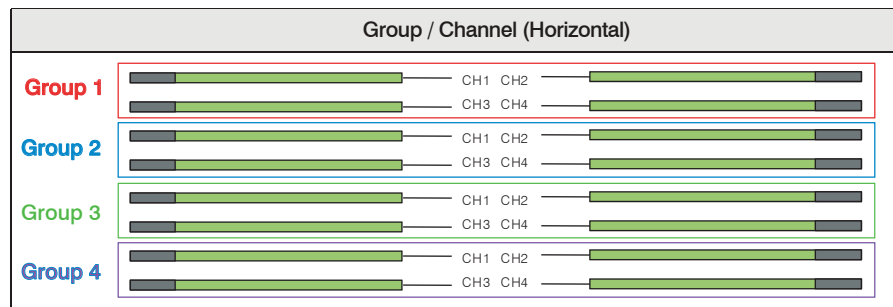 Group / Channel (Horizontal)
Group 1
CH1 CH2
CH3 CH4
Group 2
CH1 CH2
CH3 CH4
Group 3
CH1 CH2
CH3 CH4
Group 4
CH1 CH2
CH3 CH4